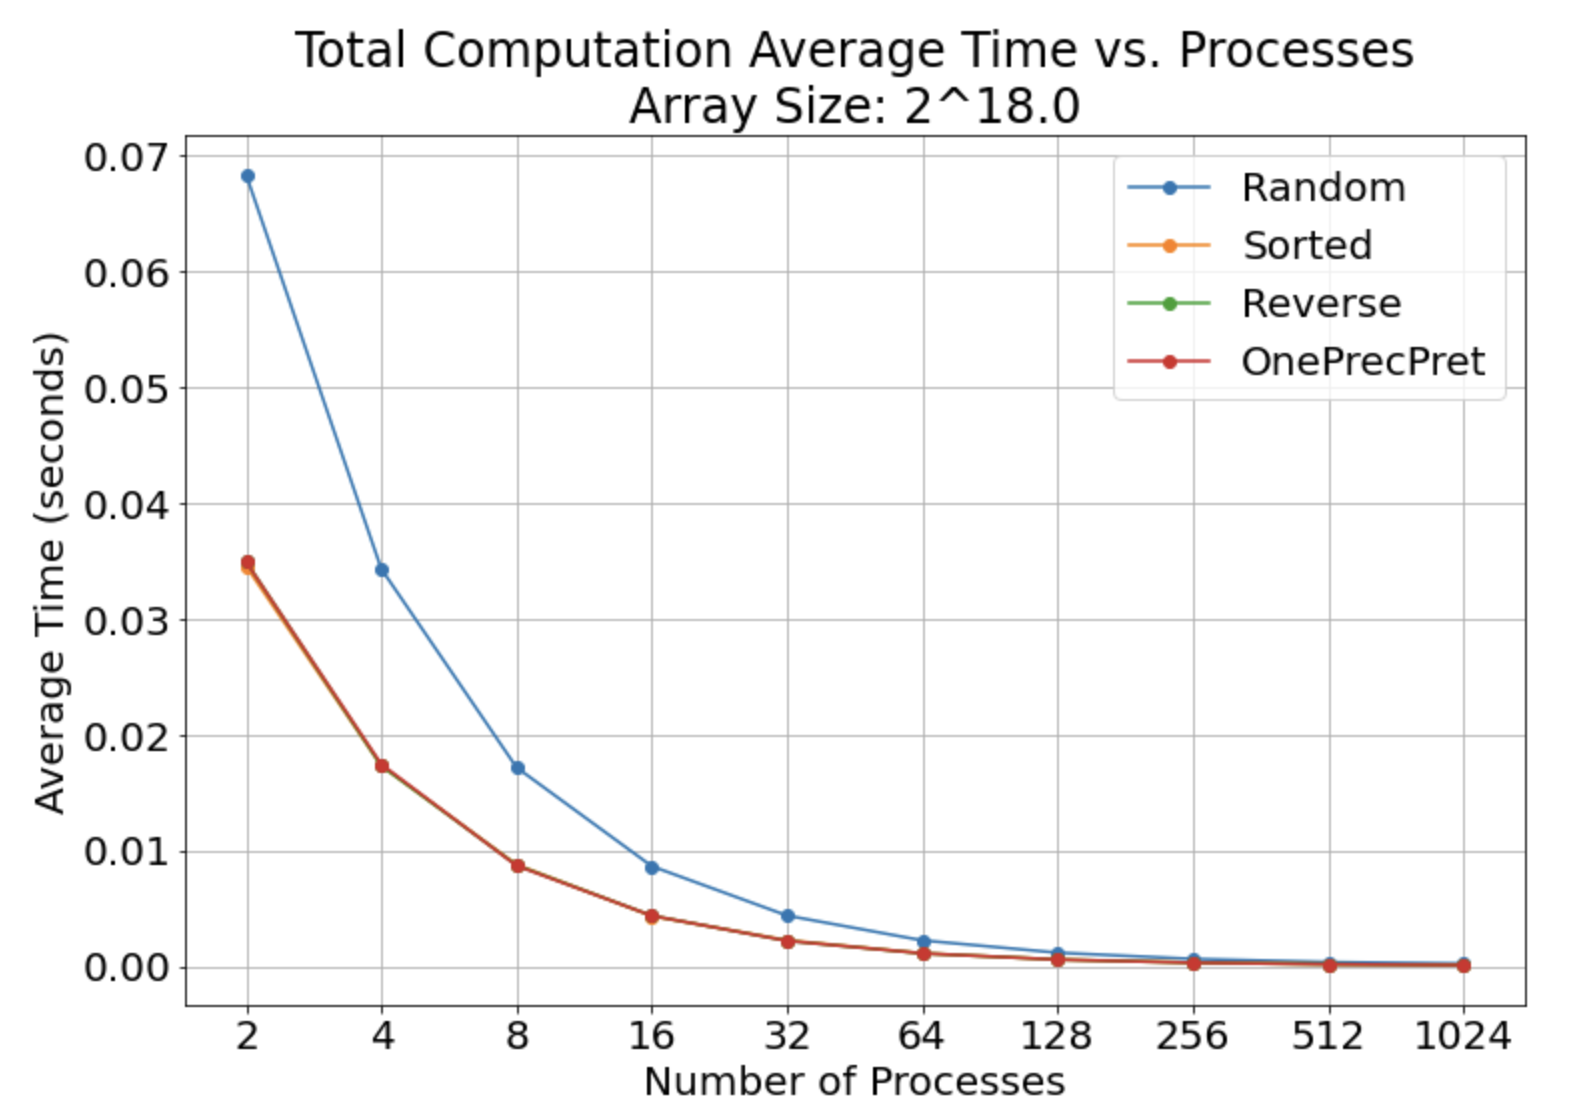 Total Computation Average Time vs. Processes
Array Size: 2^18.0
Average Time (seconds)
0.07
0.06
0.05
0.04
0.03
0.02
0.01
0.00
Random
Sorted
Reverse
OnePrecPret
2 4 8 16 32 64 128 256 512 1024
Number of Processes